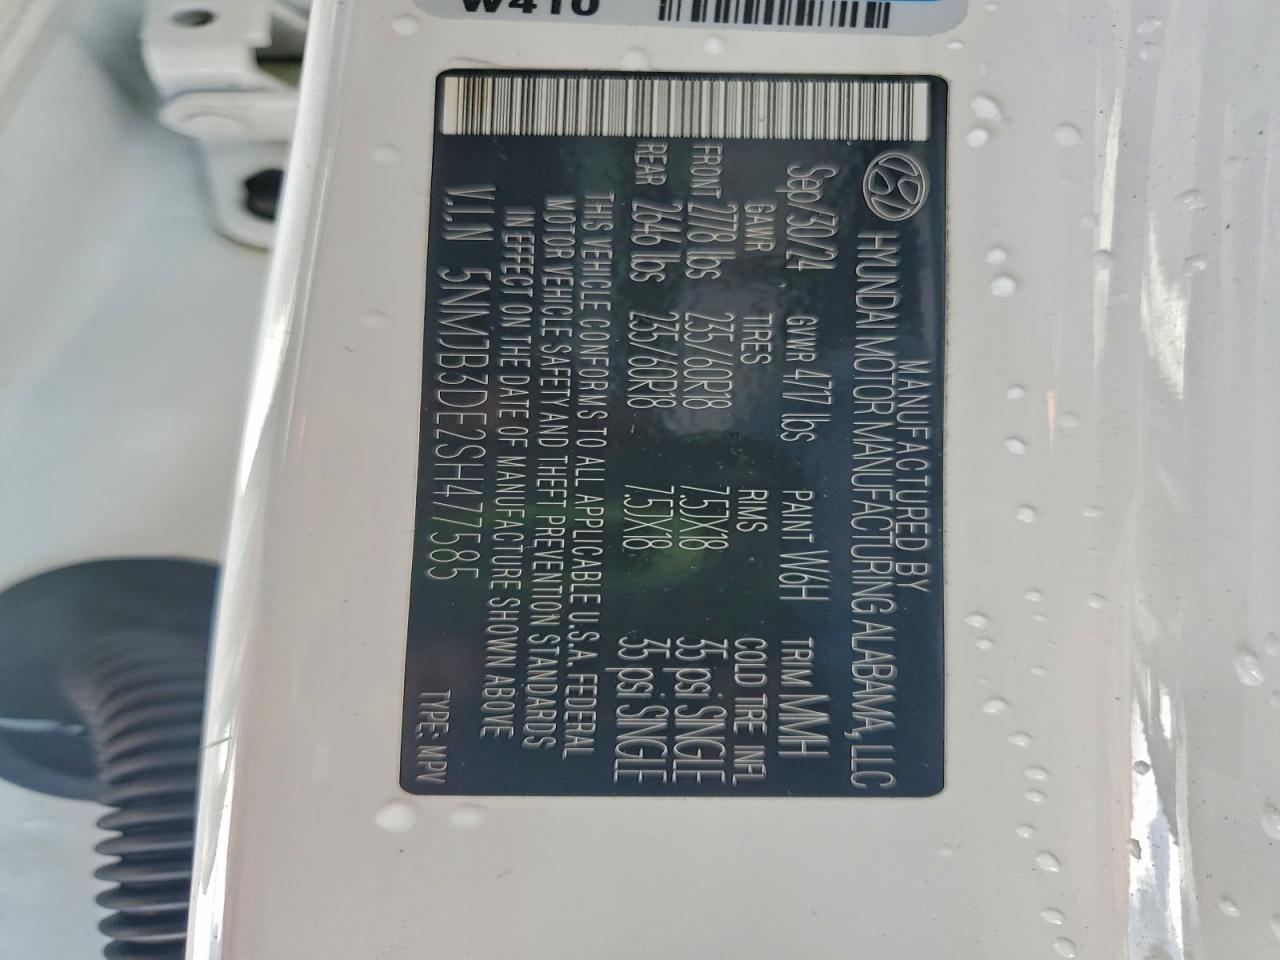 W410
MANUFACTURED BY
HYUNDAI MOTOR MANUFACTURING ALABAMA, LLC
Sep/30/24 GVWR 4717 lbs PAINT W6H TRIM MMH
GAWR TIRES RIMS COLD TIRE INFL
FRONT 2778 lbs 235/60R18 7.5JX18 35 psi SINGLE
REAR 2646 lbs 235/60R18 7.5JX18 35 psi SINGLE
THIS VEHICLE CONFORMS TO ALL APPLICABLE U.S.A. FEDERAL
MOTOR VEHICLE SAFETY AND THEFT PREVENTION STANDARDS
IN EFFECT ON THE DATE OF MANUFACTURE SHOWN ABOVE
V.I.N 5NMJB3DE2SH477585
TYPE: MPV